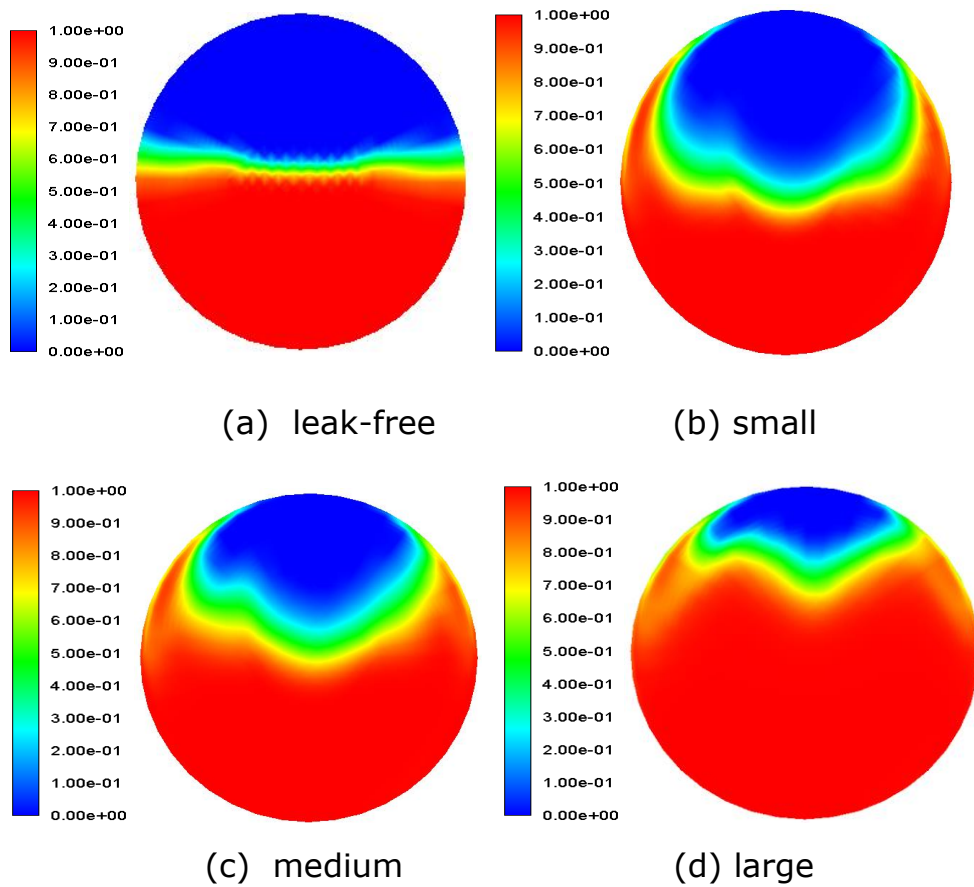 1.00e+00
9.00e-01
8.00e-01
7.00e-01
6.00e-01
5.00e-01
4.00e-01
3.00e-01
2.00e-01
1.00e-01
0.00e+00
(a) leak-free
1.00e+00
9.00e-01
8.00e-01
7.00e-01
6.00e-01
5.00e-01
4.00e-01
3.00e-01
2.00e-01
1.00e-01
0.00e+00
(b) small
1.00e+00
9.00e-01
8.00e-01
7.00e-01
6.00e-01
5.00e-01
4.00e-01
3.00e-01
2.00e-01
1.00e-01
0.00e+00
(c) medium
1.00e+00
9.00e-01
8.00e-01
7.00e-01
6.00e-01
5.00e-01
4.00e-01
3.00e-01
2.00e-01
1.00e-01
0.00e+00
(d) large